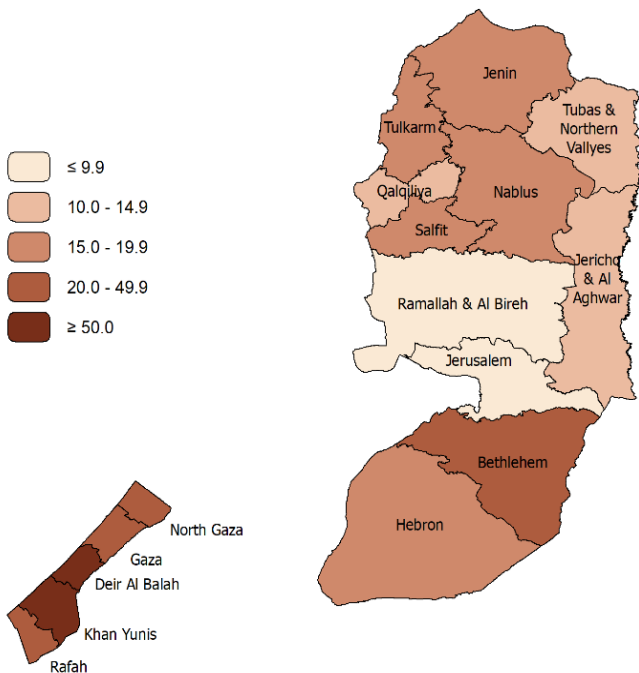 Jenin
Tubas &
Northern
Vallyes
Tulkarm
≤ 9.9
10.0 - 14.9
15.0 - 19.9
20.0 - 49.9
≥ 50.0
Qalqiliya
Nablus
Salfit
Jericho
& Al
Aghwar
Ramallah & Al Bireh
Jerusalem
Bethlehem
Hebron
North Gaza
Gaza
Deir Al Balah
Khan Yunis
Rafah